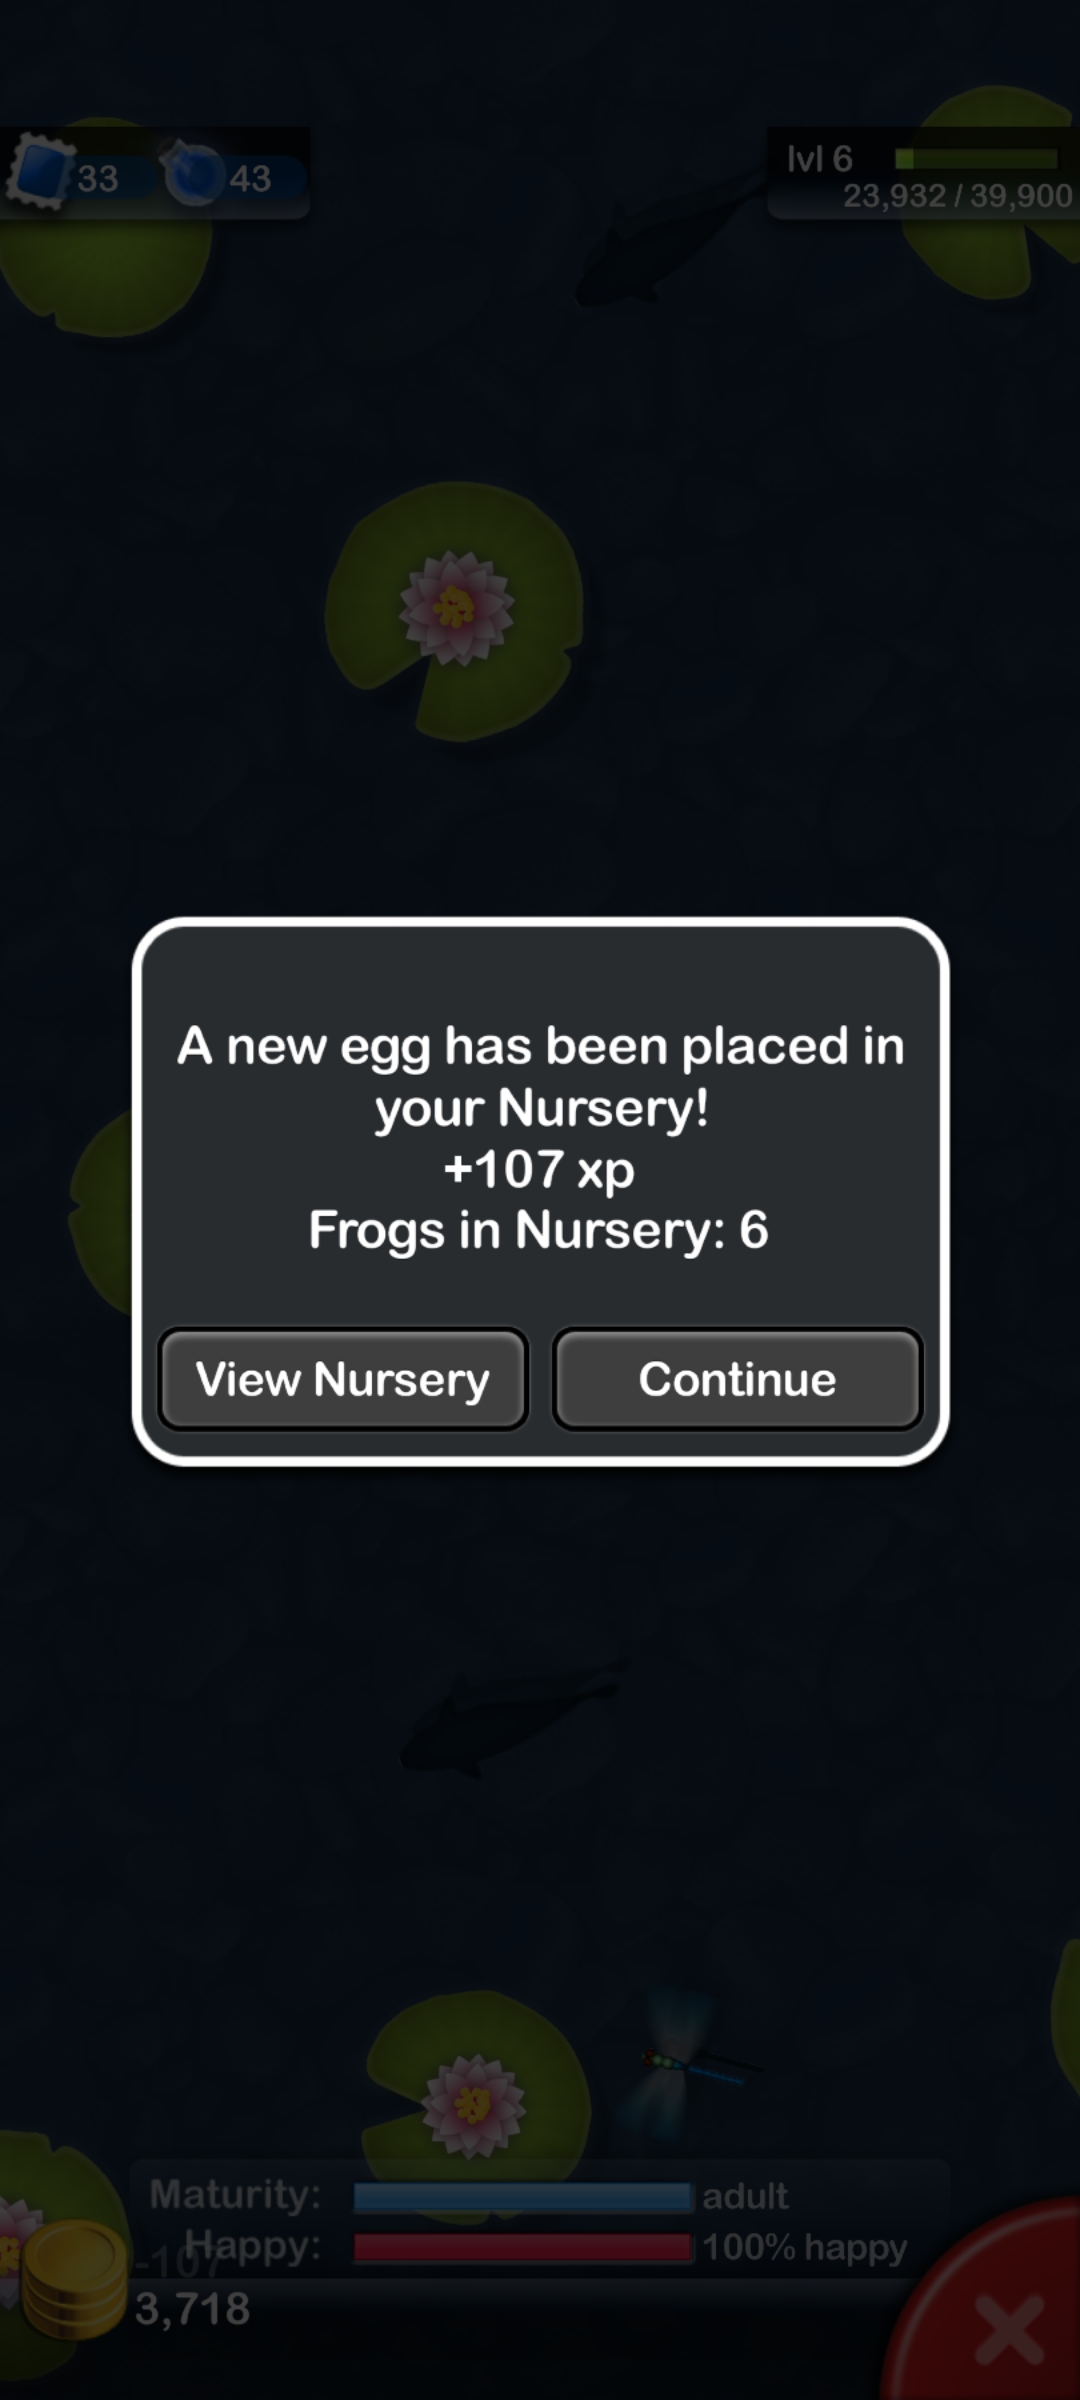 33
43
lvl 6
23,932 / 39,900
A new egg has been placed in
your Nursery!
+107 xp
Frogs in Nursery: 6
View Nursery
Continue
Maturity:
adult
Happy:
100% happy
-107
3,718